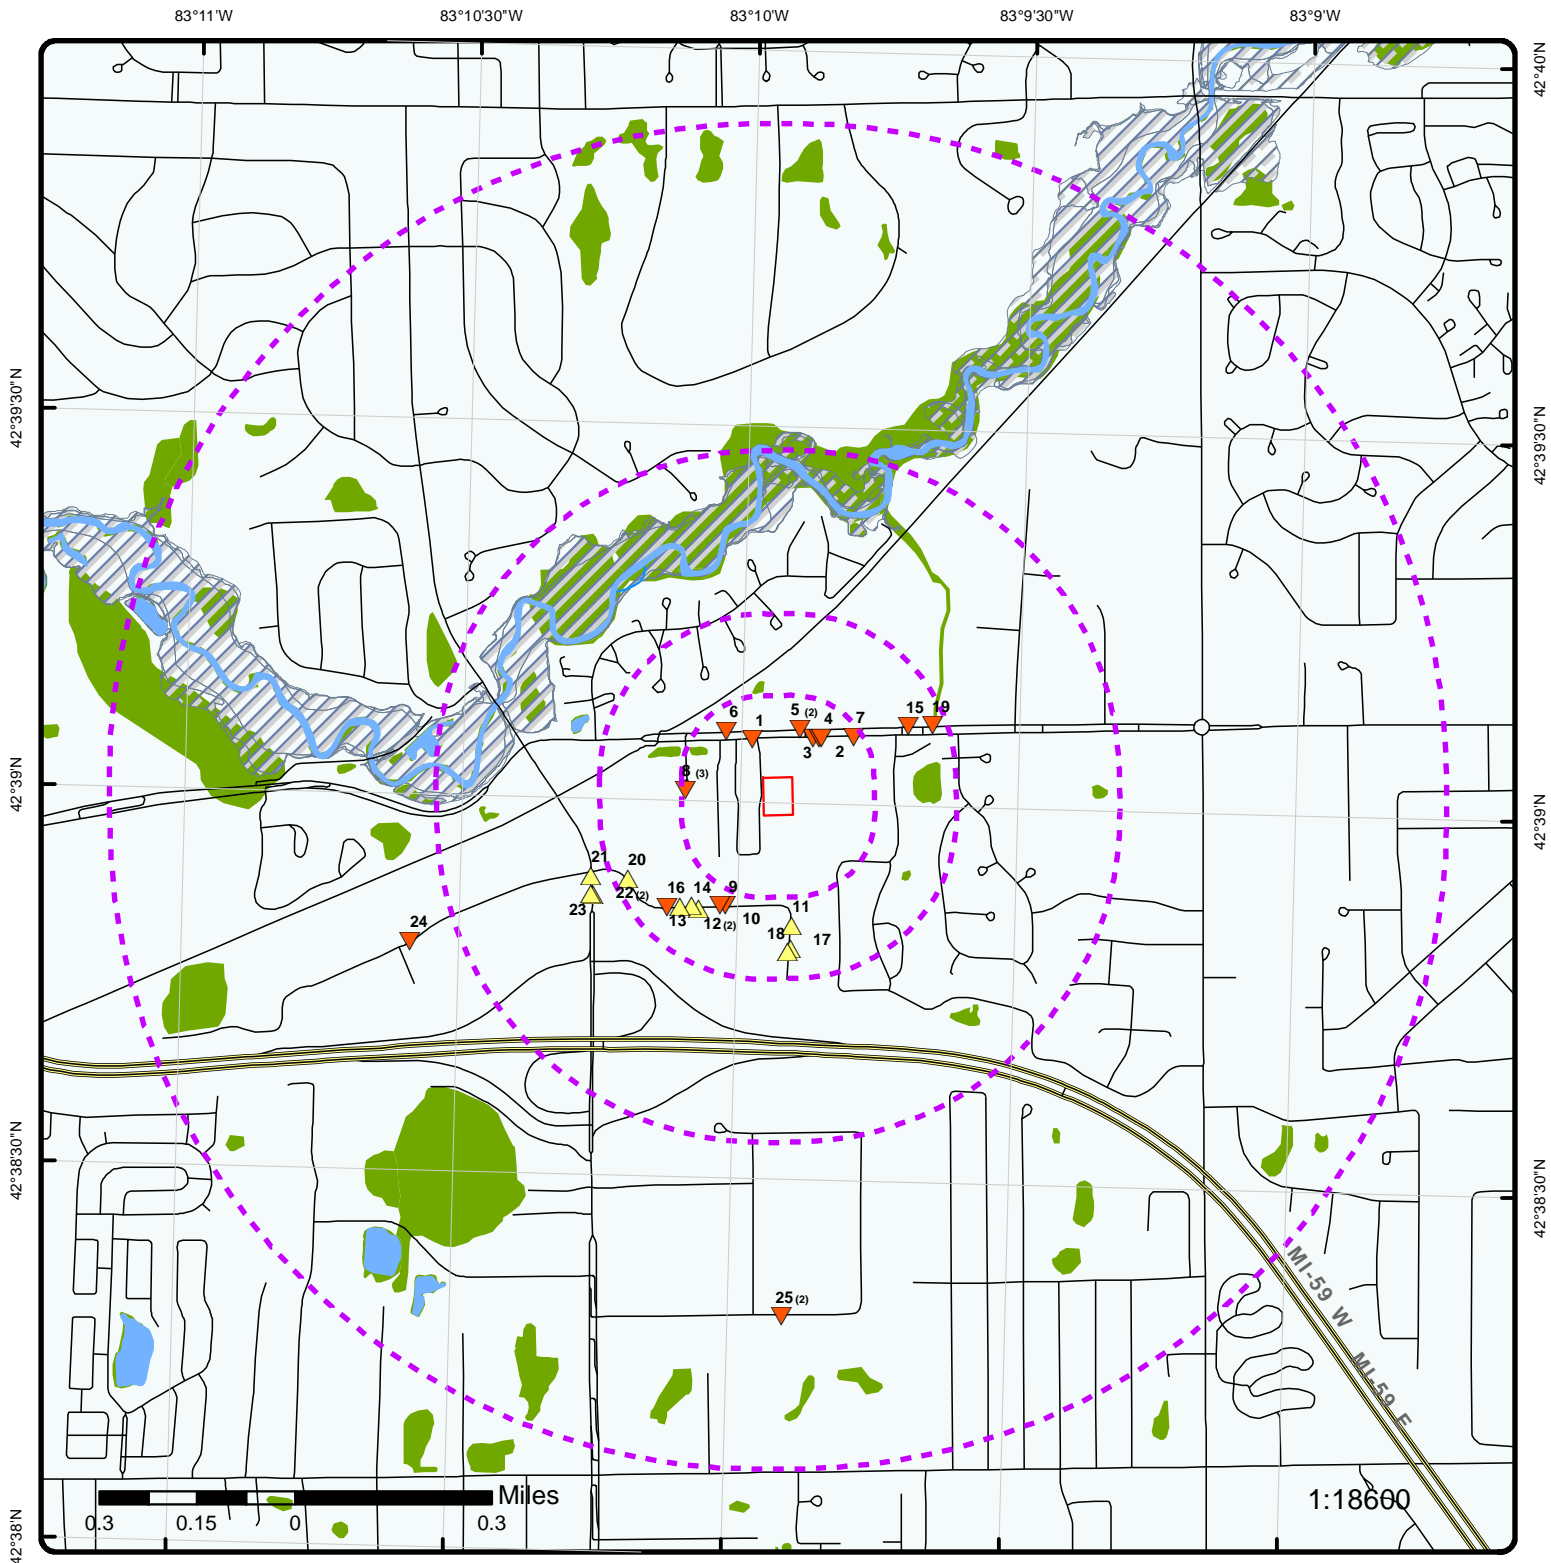 83°11'W 83°10'30"W 83°10'W 83°9'30"W 83°9'W
42°40'N
42°39'30"N
42°39'30"N
6
1
5 (2)
4
7
15
19
3
2
8 (3)
42°39'N
42°39'N
21
20
22 (2)
23
16
14
9
13
12 (2)
10
11
18
17
24
42°38'30"N
42°38'30"N
MI-59 W
25 (2)
MI-59 E
Miles
0.3 0.15 0 0.3
1:18600
42°38'N